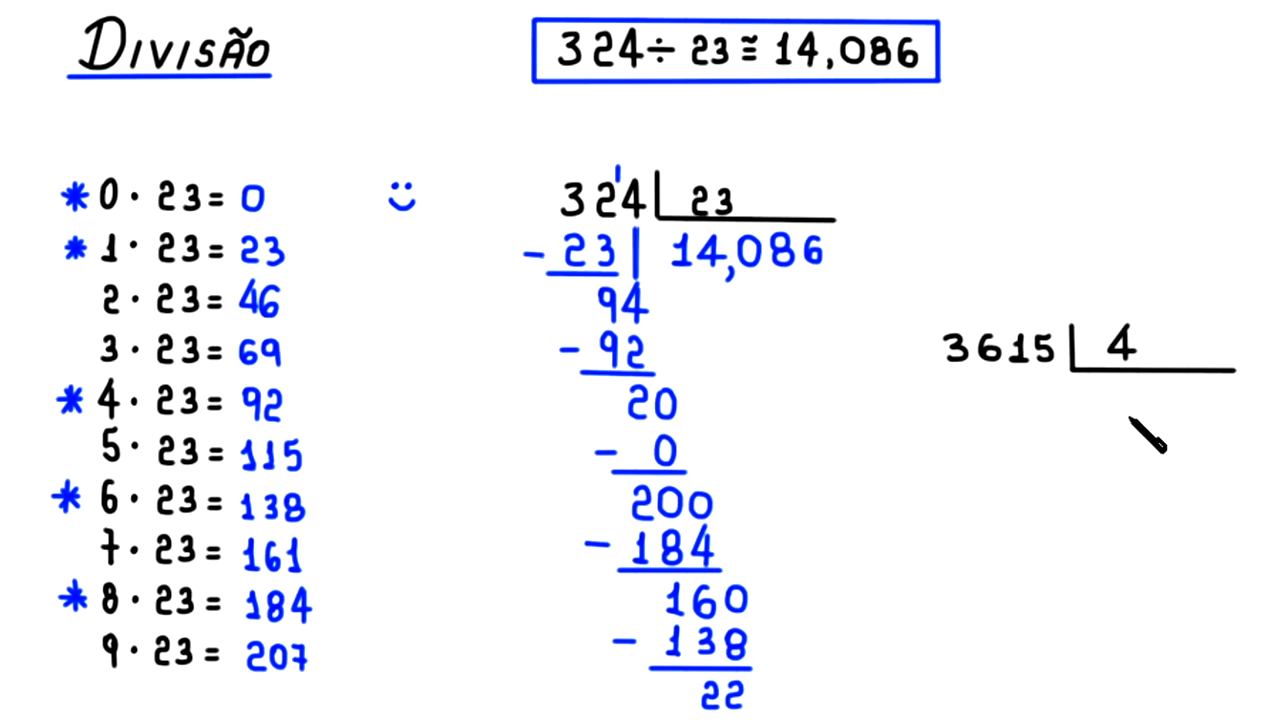 DIVISÃO
324 ÷ 23 ≅ 14,086
* 0 · 23 = 0
* 1 · 23 = 23
2 · 23 = 46
3 · 23 = 69
* 4 · 23 = 92
5 · 23 = 115
* 6 · 23 = 138
7 · 23 = 161
* 8 · 23 = 184
9 · 23 = 207
32'4 | 23
- 23 | 14,086
94
- 92
20
- 0
200
- 184
160
- 138
22
3615 | 4